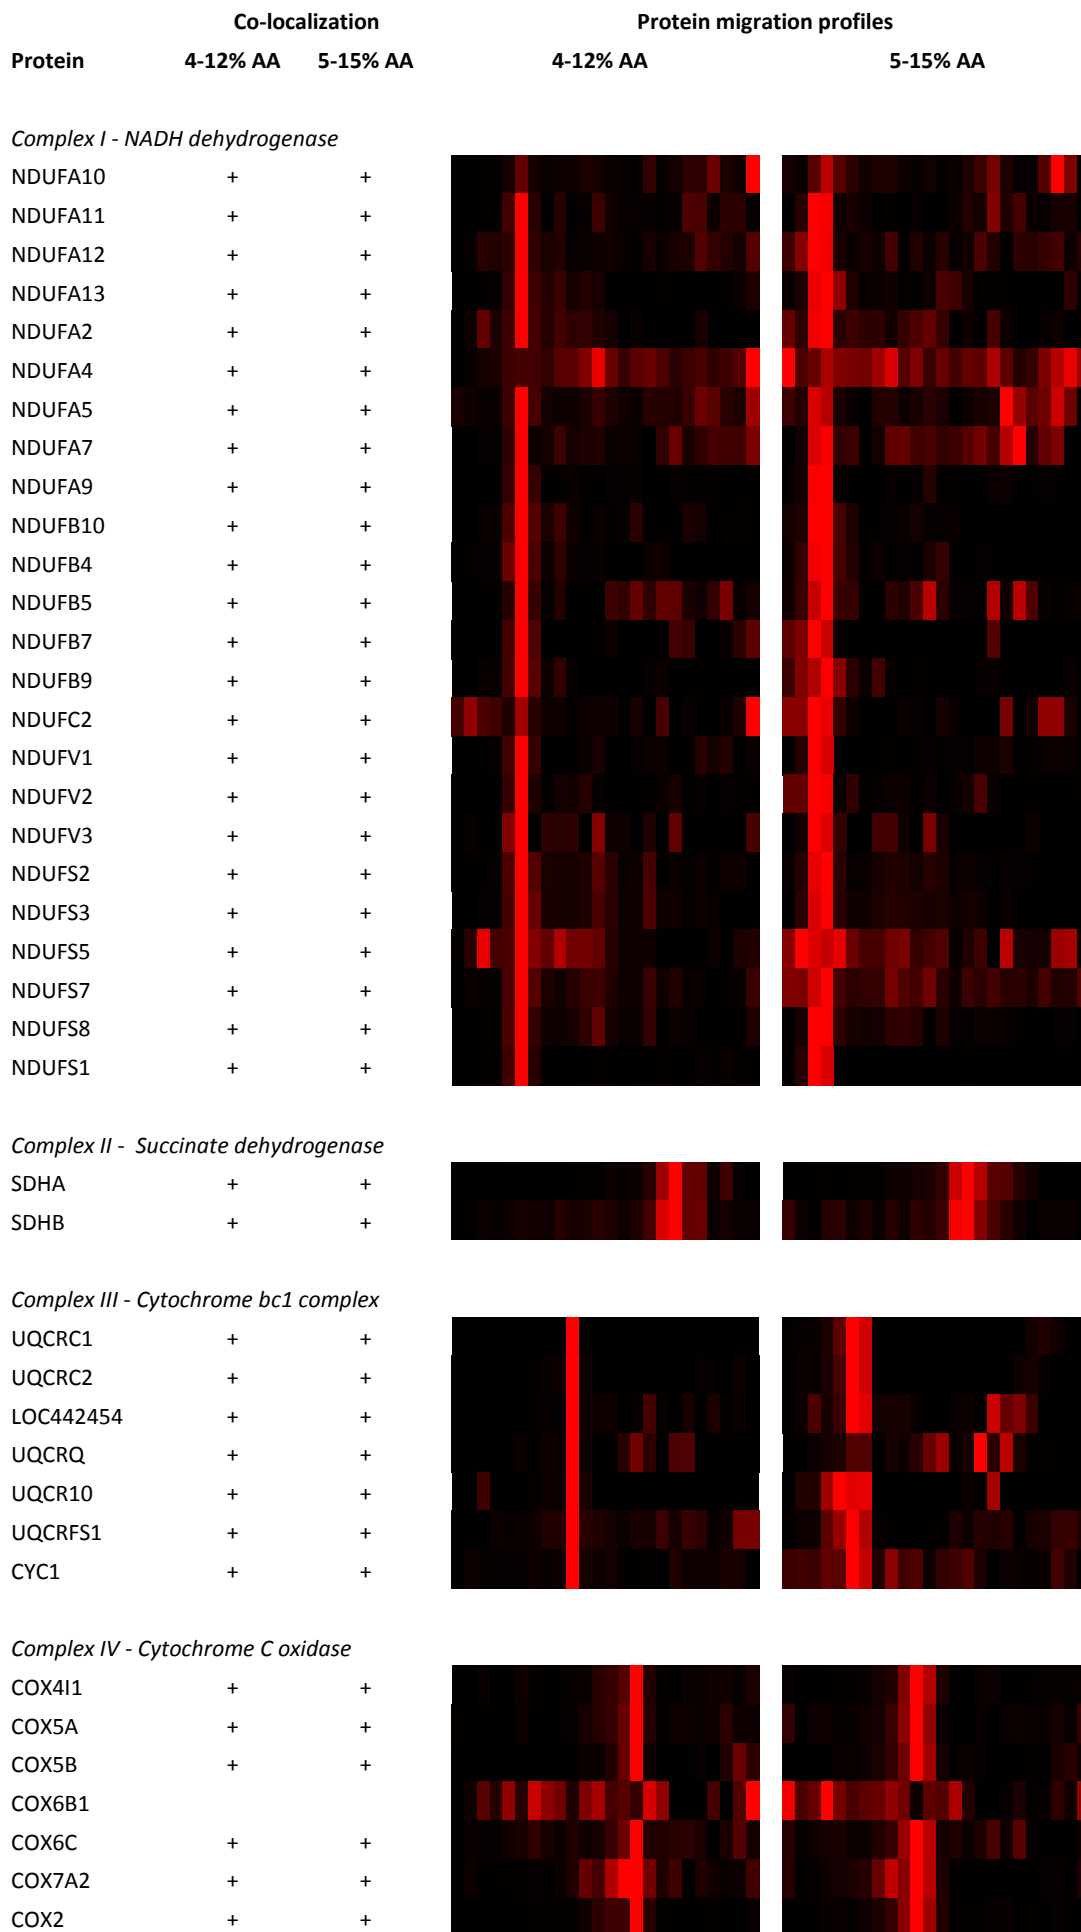 Co-localization Protein migration profiles
Protein 4-12% AA 5-15% AA 4-12% AA 5-15% AA
Complex I - NADH dehydrogenase
NDUFA10 + +
NDUFA11 + +
NDUFA12 + +
NDUFA13 + +
NDUFA2 + +
NDUFA4 + +
NDUFA5 + +
NDUFA7 + +
NDUFA9 + +
NDUFB10 + +
NDUFB4 + +
NDUFB5 + +
NDUFB7 + +
NDUFB9 + +
NDUFC2 + +
NDUFV1 + +
NDUFV2 + +
NDUFV3 + +
NDUFS2 + +
NDUFS3 + +
NDUFS5 + +
NDUFS7 + +
NDUFS8 + +
NDUFS1 + +
Complex II - Succinate dehydrogenase
SDHA + +
SDHB + +
Complex III - Cytochrome bc1 complex
UQCRC1 + +
UQCRC2 + +
LOC442454 + +
UQCRQ + +
UQCR10 + +
UQCRFS1 + +
CYC1 + +
Complex IV - Cytochrome C oxidase
COX4I1 + +
COX5A + +
COX5B + +
COX6B1
COX6C + +
COX7A2 + +
COX2 + +